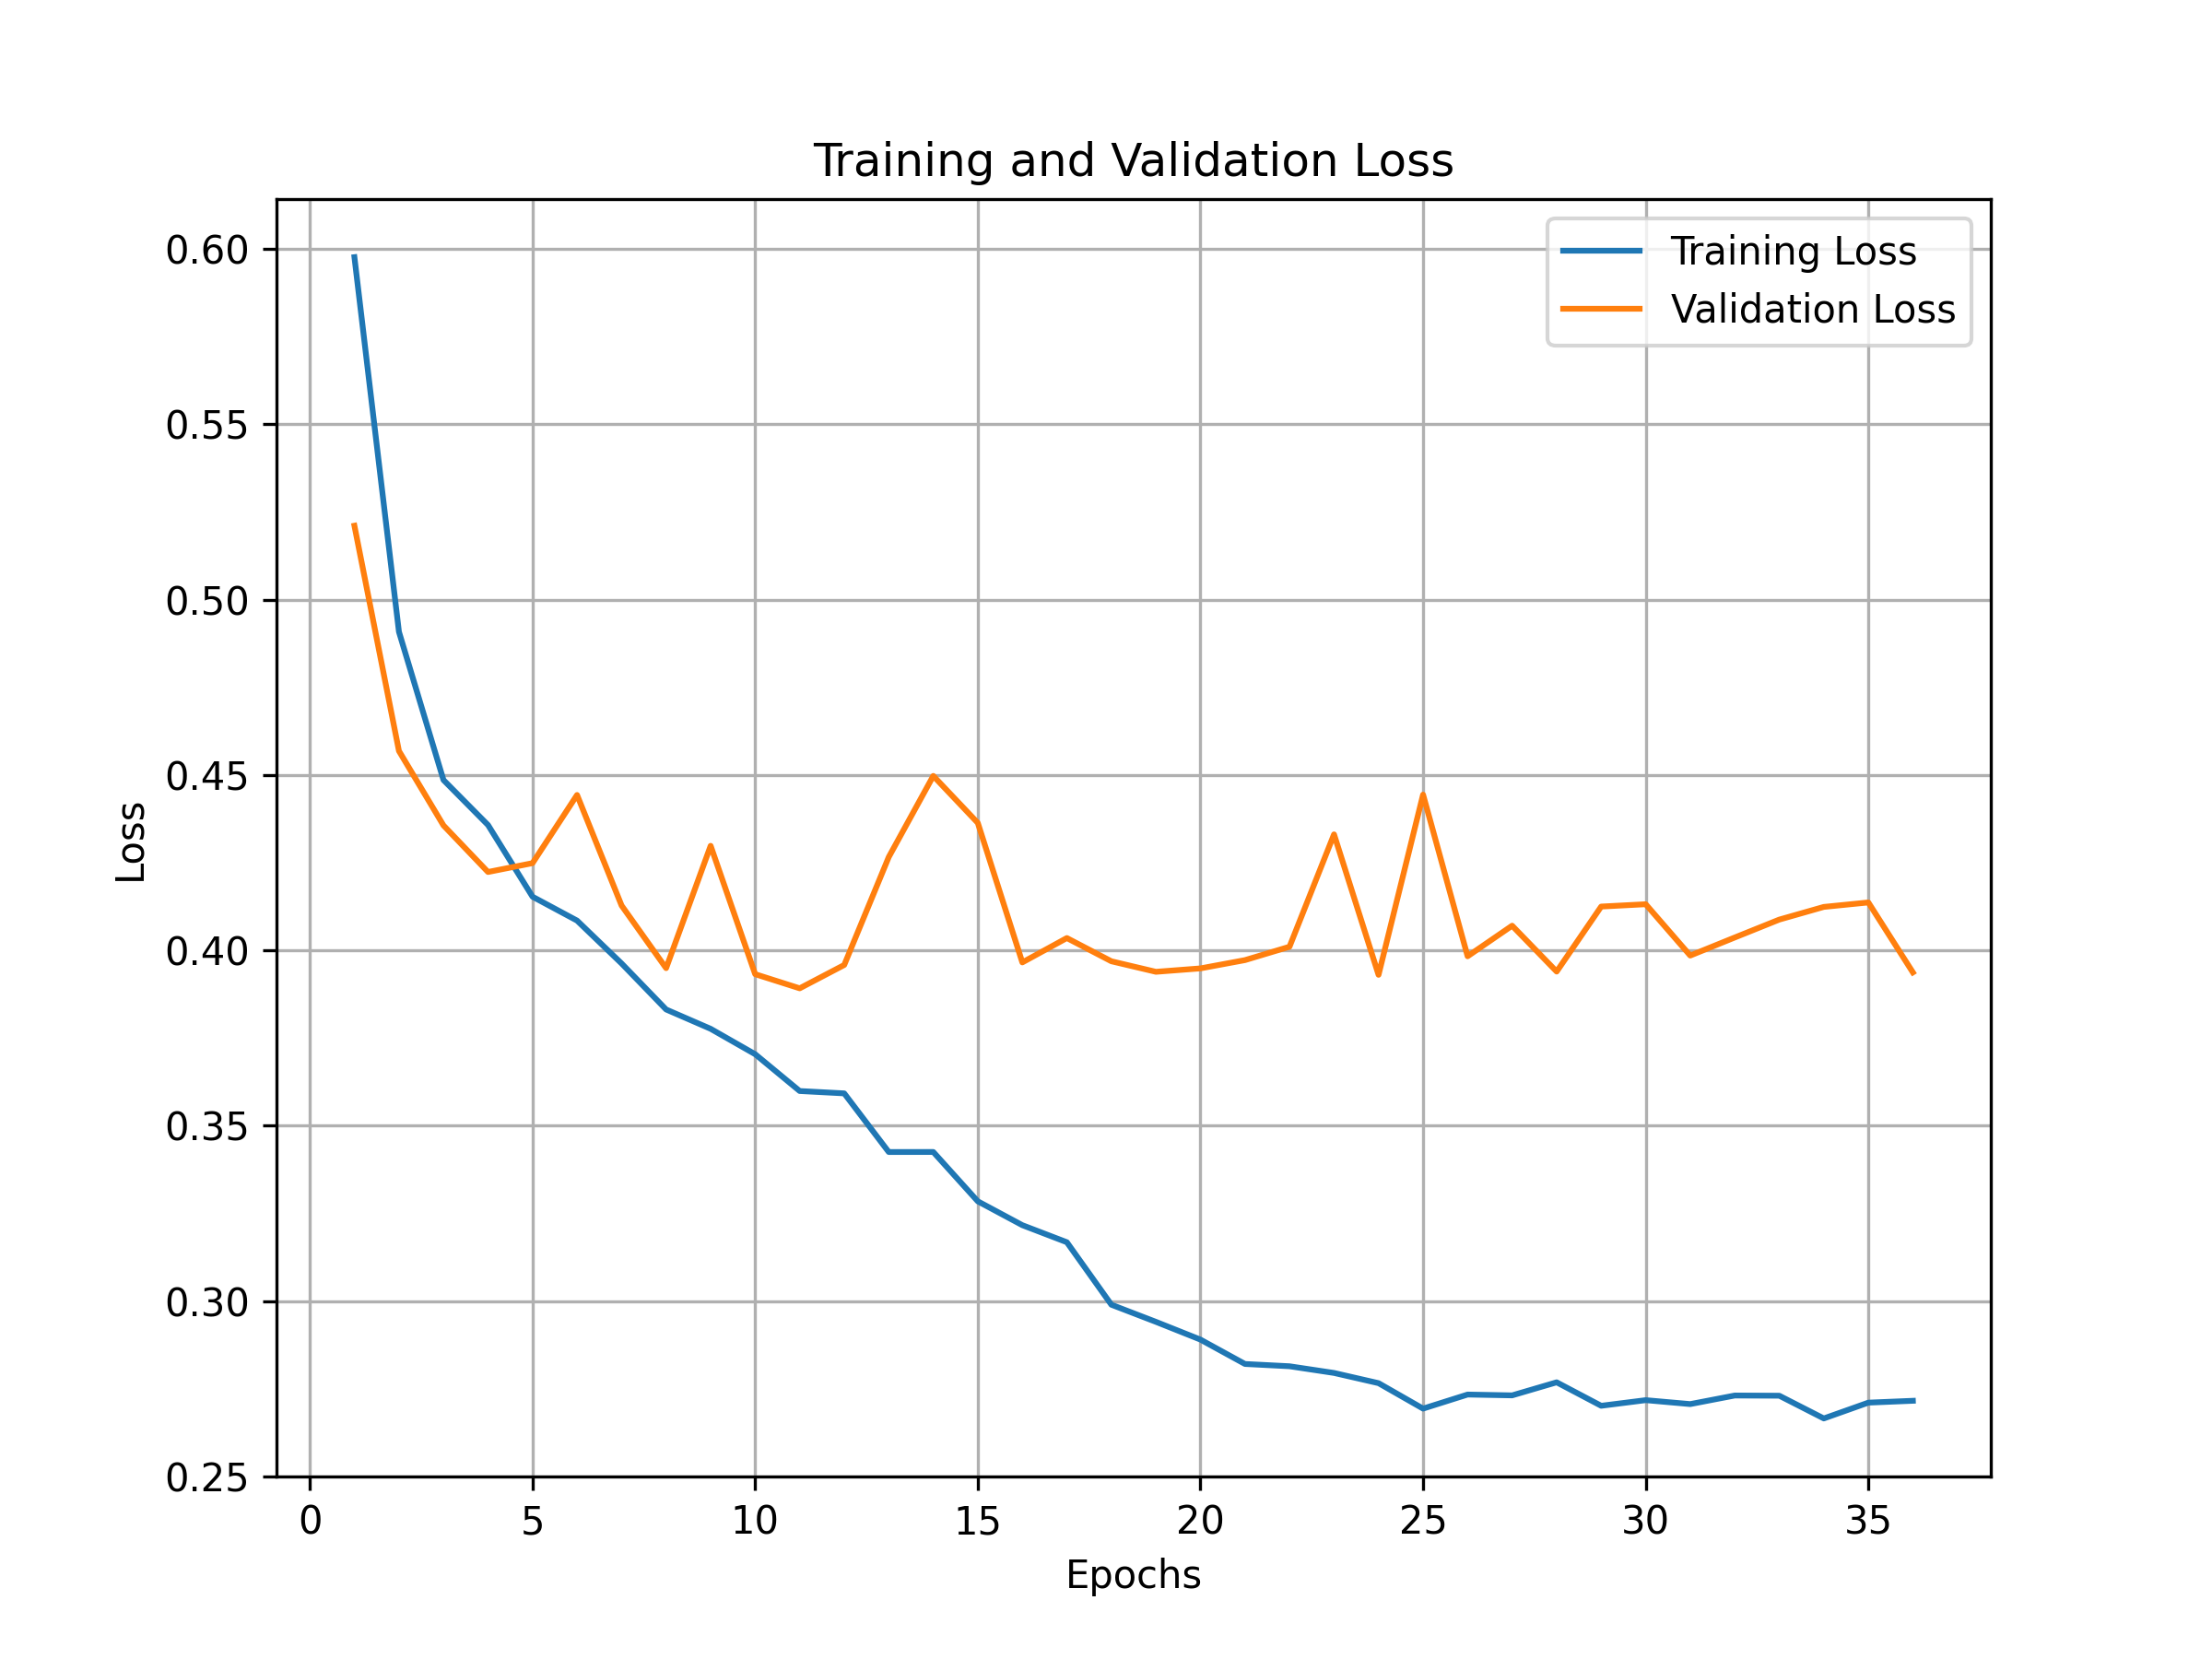 Training and Validation Loss
Training Loss
Validation Loss
0.60
0.55
0.50
0.45
0.40
0.35
0.30
0.25
Loss
0 5 10 15 20 25 30 35
Epochs